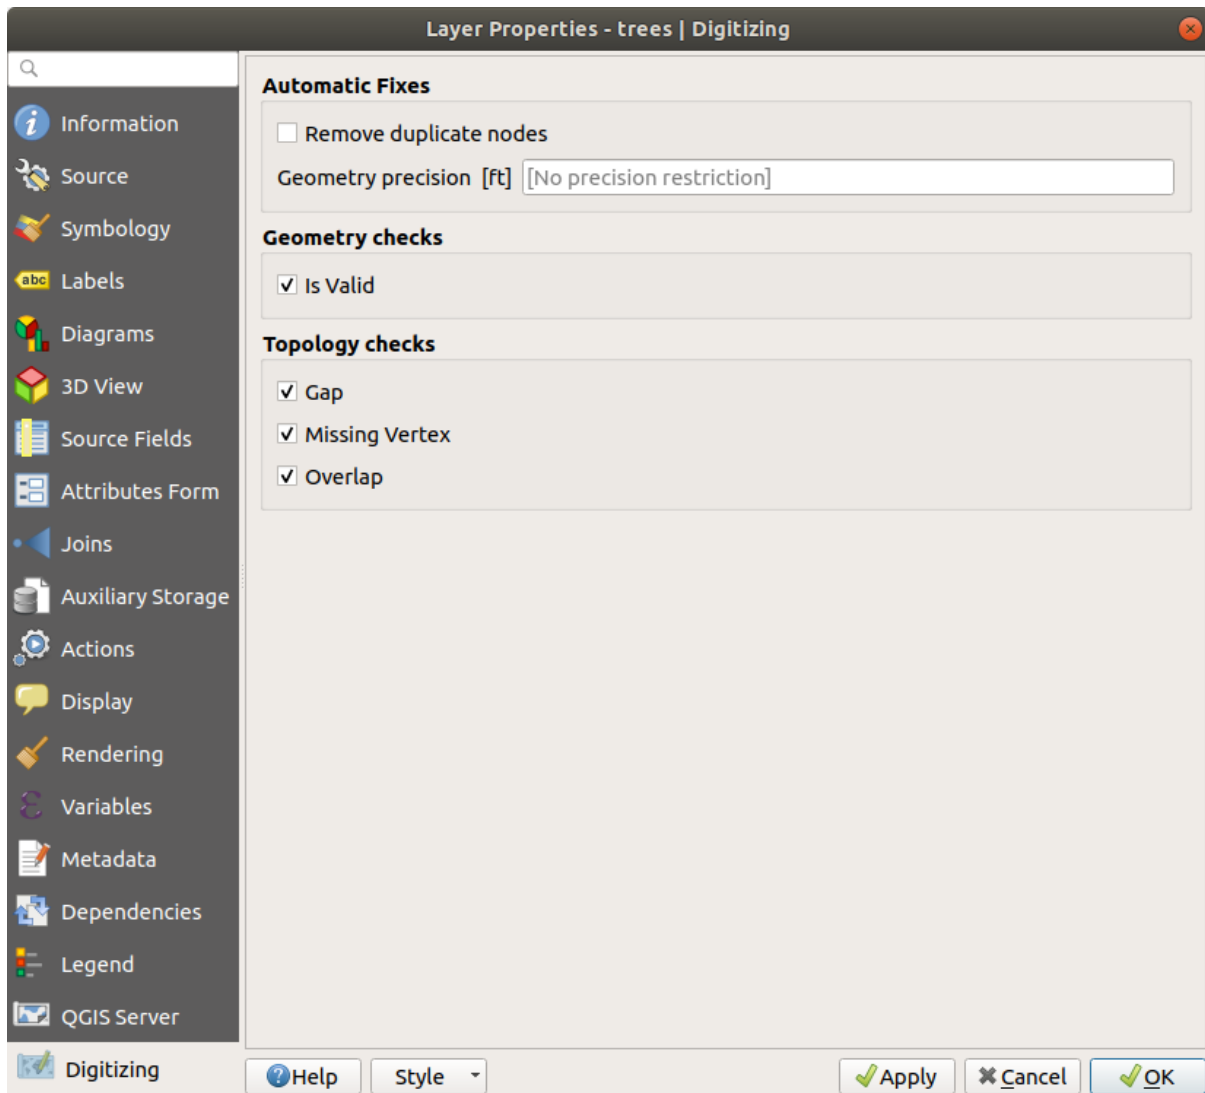 Layer Properties - trees | Digitizing
Information
Source
Symbology
abc Labels
Diagrams
3D View
Source Fields
Attributes Form
Joins
Auxiliary Storage
Actions
Display
Rendering
Variables
Metadata
Dependencies
Legend
QGIS Server
Digitizing
Automatic Fixes
Remove duplicate nodes
Geometry precision [ft] [No precision restriction]
Geometry checks
Is Valid
Topology checks
Gap
Missing Vertex
Overlap
Help Style Apply Cancel OK